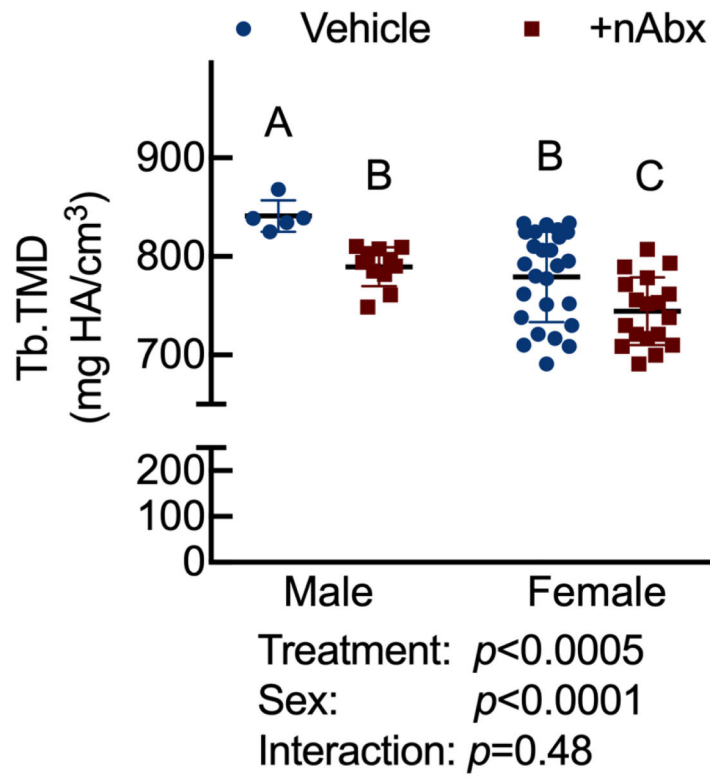 Vehicle +nAbx
Tb.TMD
(mg HA/cm³)
900
800
700
200
100
0
A
B
B
C
Male Female
Treatment: p<0.0005
Sex: p<0.0001
Interaction: p=0.48